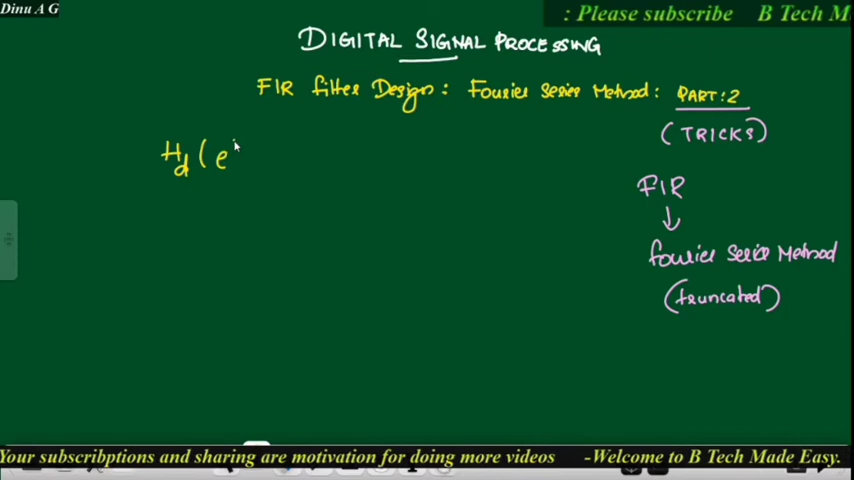 Dinu A G
: Please subscribe B Tech M
DIGITAL SIGNAL PROCESSING
FIR Filter Design: Fourier Series Method: PART:2
(TRICKS)
Hd(e
FIR
↓
Fourier Series Method
(truncated)
Your subscribptions and sharing are motivation for doing more videos -Welcome to B Tech Made Easy.